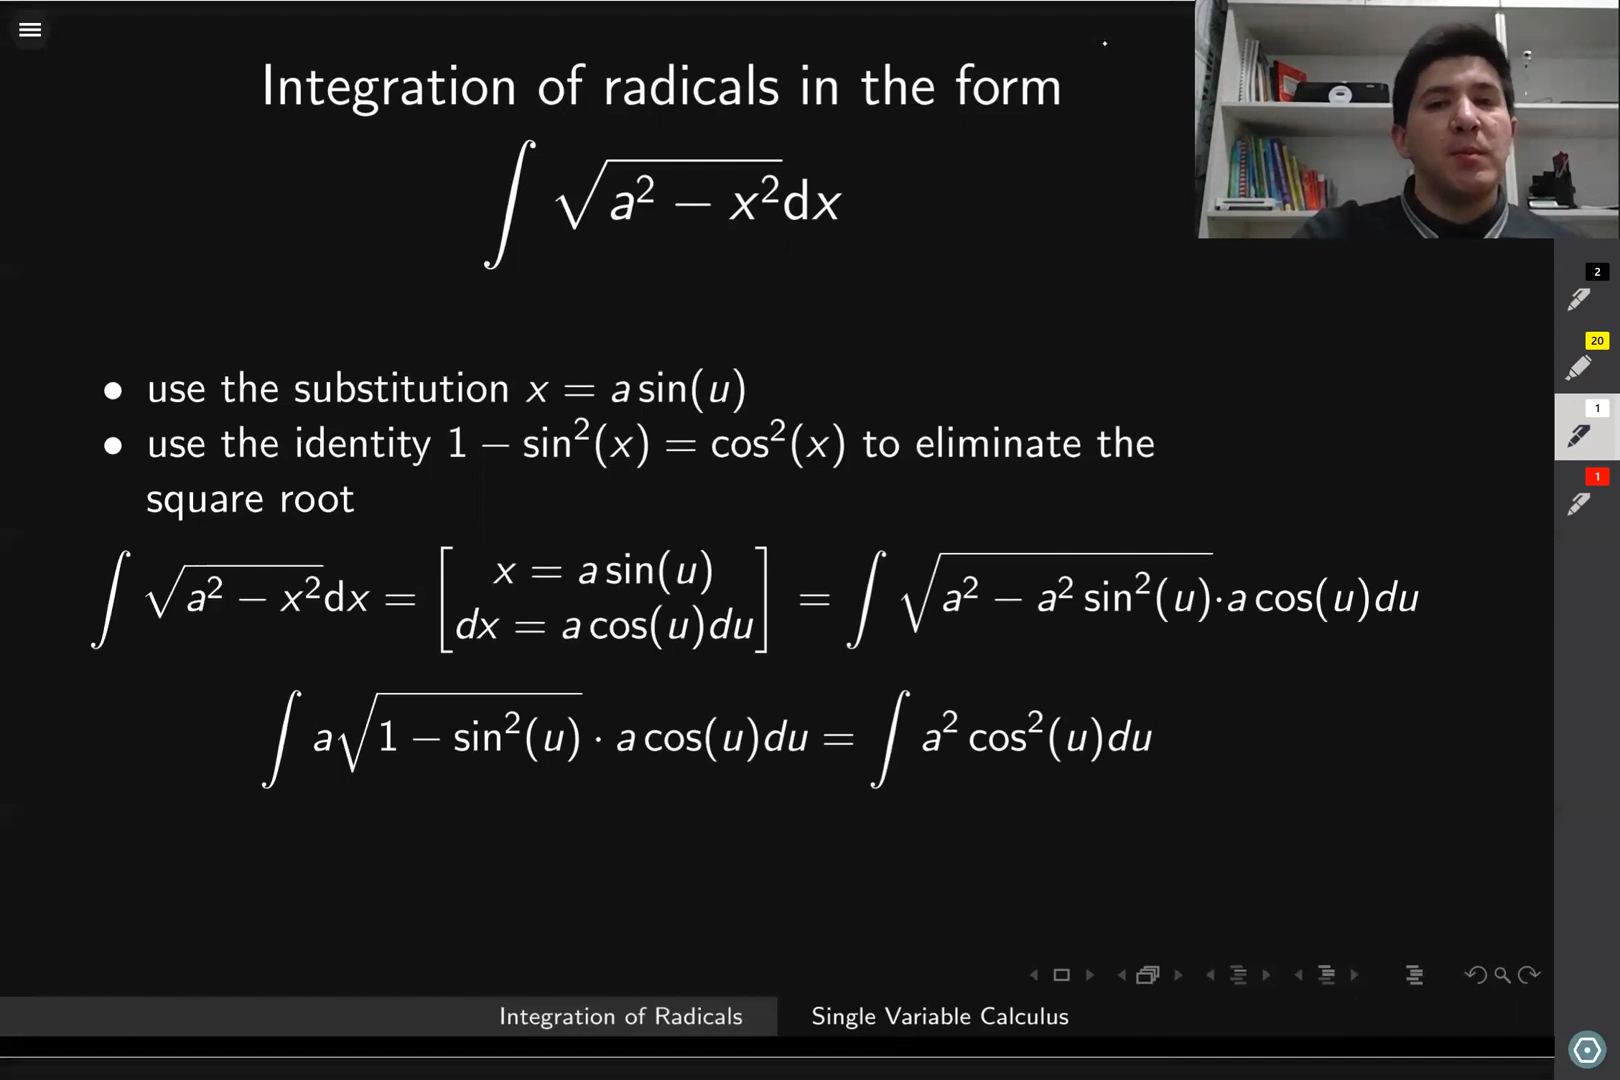 Integration of radicals in the form
∫ √(a² − x²)dx
• use the substitution x = a sin(u)
• use the identity 1 − sin²(x) = cos²(x) to eliminate the
square root
∫ √(a² − x²)dx = [x = a sin(u) dx = a cos(u)du] = ∫ √(a² − a² sin²(u))·a cos(u)du
∫ a√(1 − sin²(u)) · a cos(u)du = ∫ a² cos²(u)du
2
20
1
1
Integration of Radicals Single Variable Calculus